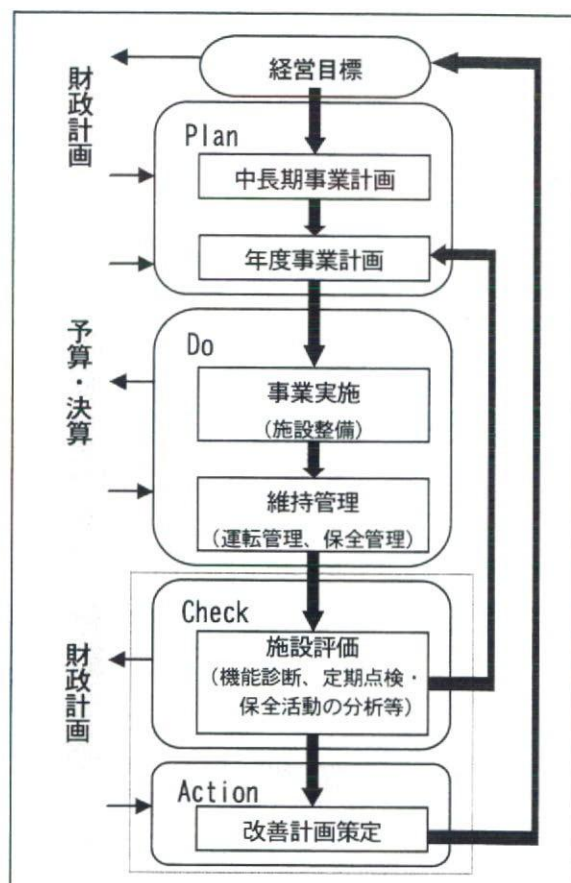 経営目標
財政計画
Plan
中長期事業計画
年度事業計画
予算・決算
Do
事業実施
(施設整備)
維持管理
(運転管理、保全管理)
Check
施設評価
(機能診断、定期点検・
保全活動の分析等)
財政計画
Action
改善計画策定